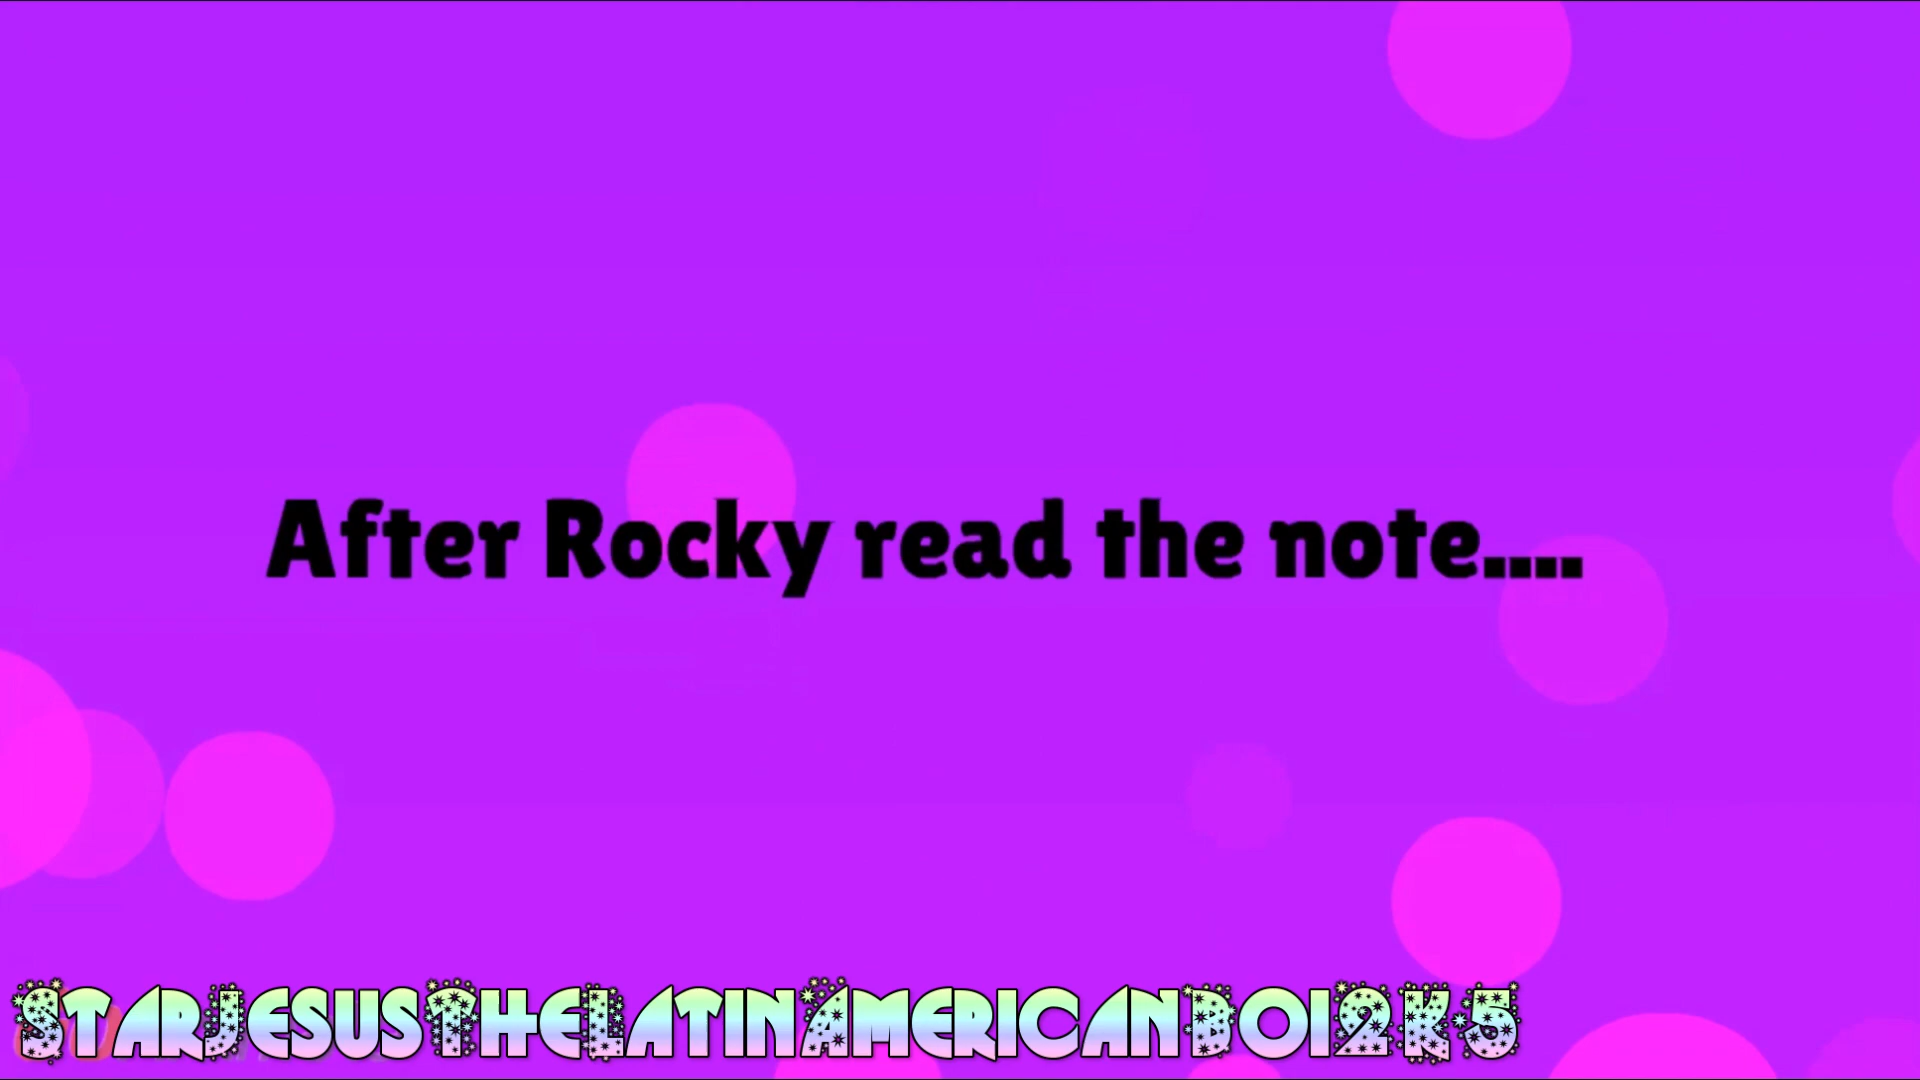 After Rocky read the note....
StarJesusTheLatinAmericanBoi2K5